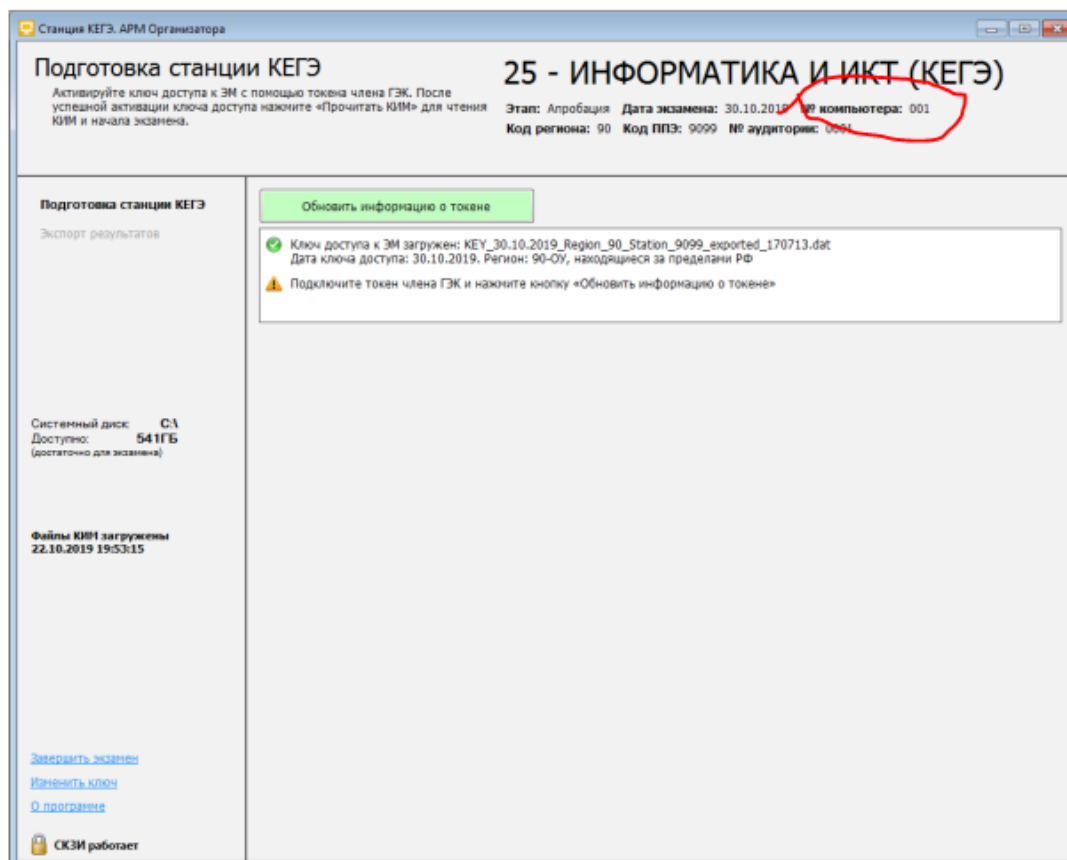 Станция КЕГЭ. АРМ Организатора
Подготовка станции КЕГЭ
Активируйте ключ доступа к ЭМ с помощью токена члена ГЭК. После
успешной активации ключа доступа нажмите «Прочитать КИМ» для чтения
КИМ и начала экзамена.
25 - ИНФОРМАТИКА И ИКТ (КЕГЭ)
Этап: Апробация Дата экзамена: 30.10.2019 № компьютера: 001
Код региона: 90 Код ППЭ: 9099 № аудитории: 0001
Подготовка станции КЕГЭ
Экспорт результатов
Обновить информацию о токене
Ключ доступа к ЭМ загружен: KEY_30.10.2019_Region_90_Station_9099_exported_170713.dat
Дата ключа доступа: 30.10.2019. Регион: 90-ОУ, находящиеся за пределами РФ
Подключите токен члена ГЭК и нажмите кнопку «Обновить информацию о токене»
Системный диск: C:\
Доступно: 541ГБ
(достаточно для экзамена)
Файлы КИМ загружены
22.10.2019 19:53:15
Завершить экзамен
Изменить ключ
О программе
СКЗИ работает